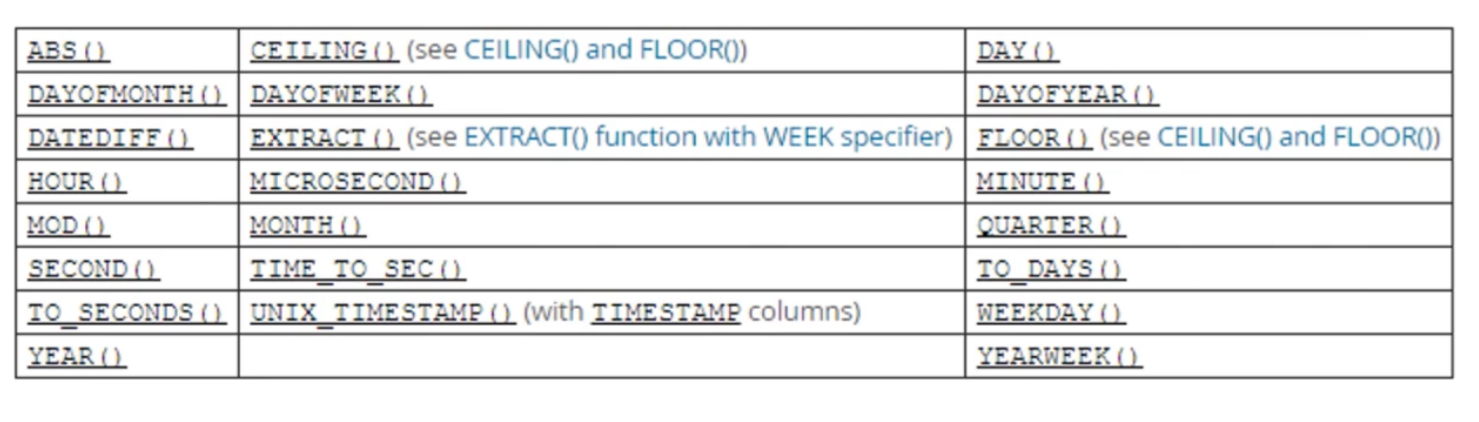 ABS() CEILING() (see CEILING() and FLOOR()) DAY()
DAYOFMONTH() DAYOFWEEK() DAYOFYEAR()
DATEDIFF() EXTRACT() (see EXTRACT() function with WEEK specifier) FLOOR() (see CEILING() and FLOOR())
HOUR() MICROSECOND() MINUTE()
MOD() MONTH() QUARTER()
SECOND() TIME_TO_SEC() TO_DAYS()
TO_SECONDS() UNIX_TIMESTAMP() (with TIMESTAMP columns) WEEKDAY()
YEAR() YEARWEEK()